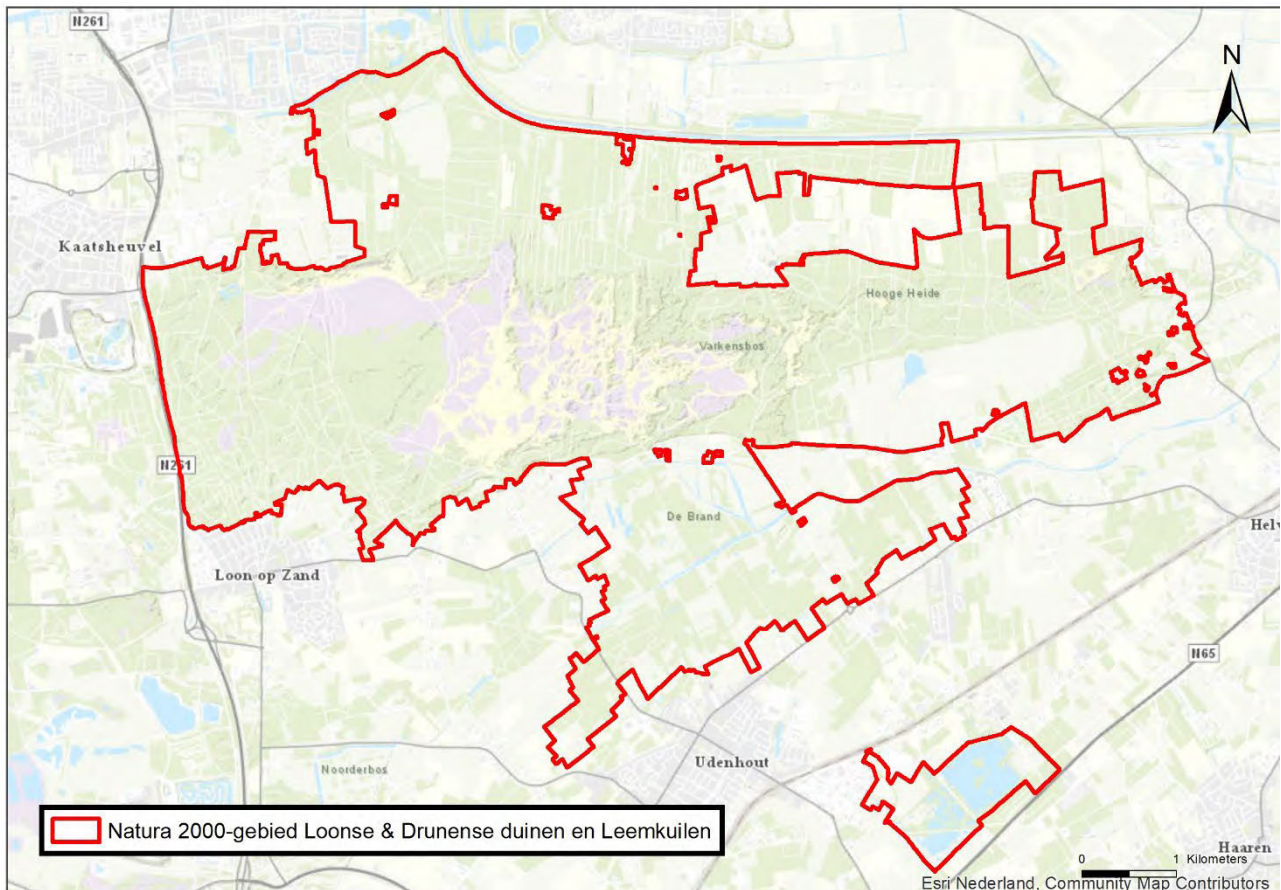 N261
N
Kaatsheuvel
Hooge Heide
Varkensbos
N261
De Brand
Helv
Loon op Zand
N65
Udenhout
Noorderbos
Natura 2000-gebied Loonse & Drunense duinen en Leemkuilen
Haaren
0 1 Kilometers
Esri Nederland, Community Map Contributors